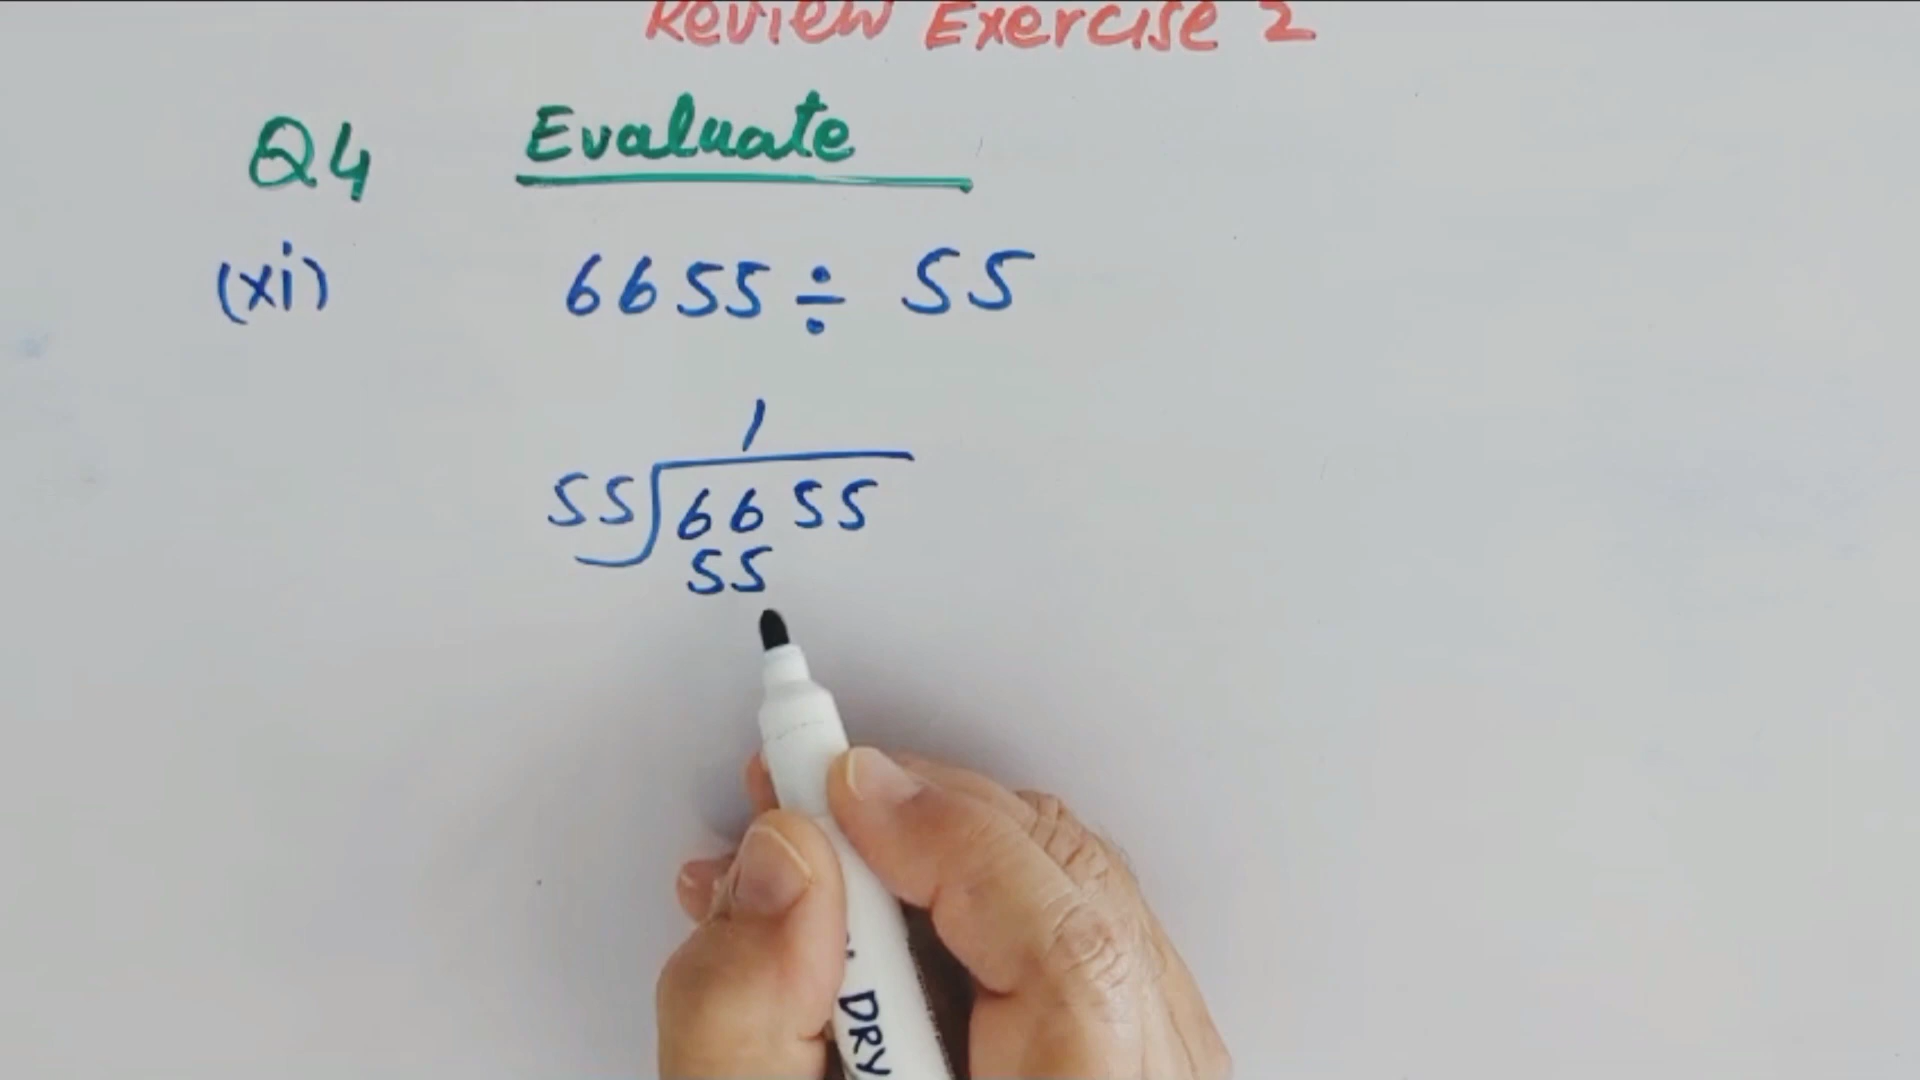 Review Exercise 2
Q4 Evaluate
(xi) 6655 ÷ 55
1
55 6655
55
DRY